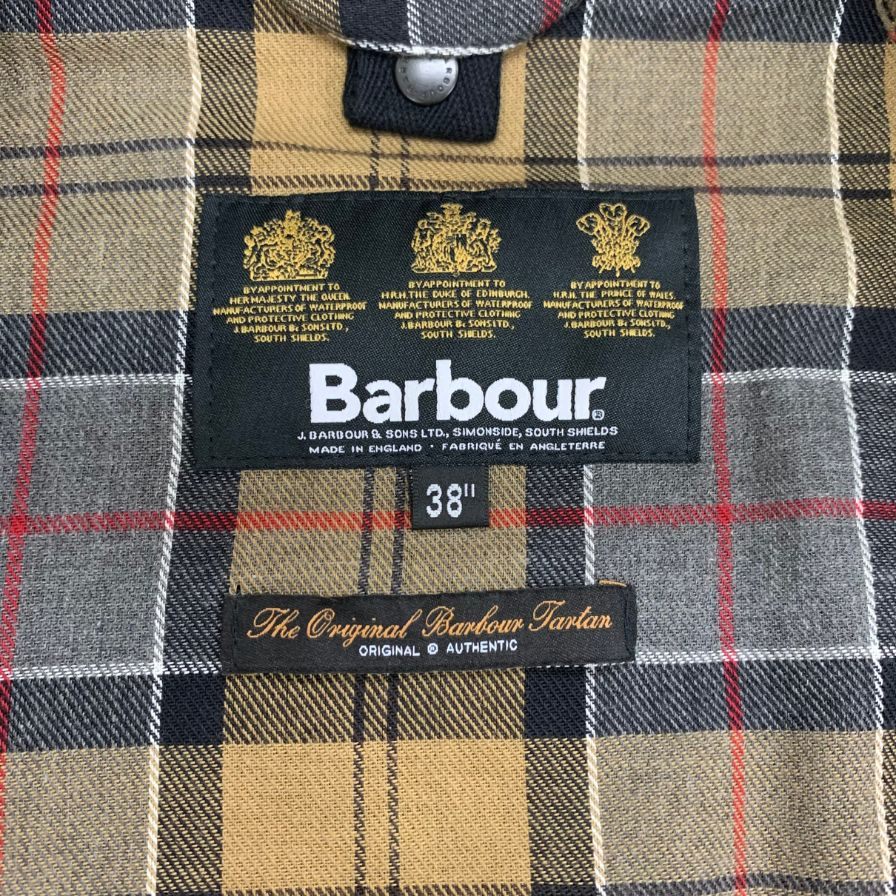 BY APPOINTMENT TO
HER MAJESTY THE QUEEN
MANUFACTURERS OF WATERPROOF
AND PROTECTIVE CLOTHING
J.BARBOUR & SONS LTD,
SOUTH SHIELDS.
BY APPOINTMENT TO
H.R.H. THE DUKE OF EDINBURGH
MANUFACTURERS OF WATERPROOF
AND PROTECTIVE CLOTHING
J.BARBOUR & SONS LTD.,
SOUTH SHIELDS.
BY APPOINTMENT TO
H.R.H. THE PRINCE OF WALES
MANUFACTURERS OF WATERPROOF
AND PROTECTIVE CLOTHING
J.BARBOUR & SONS LTD.,
SOUTH SHIELDS.
Barbour®
J. BARBOUR & SONS LTD., SIMONSIDE, SOUTH SHIELDS
MADE IN ENGLAND · FABRIQUÉ EN ANGLETERRE
38"
The Original Barbour Tartan
ORIGINAL ® AUTHENTIC